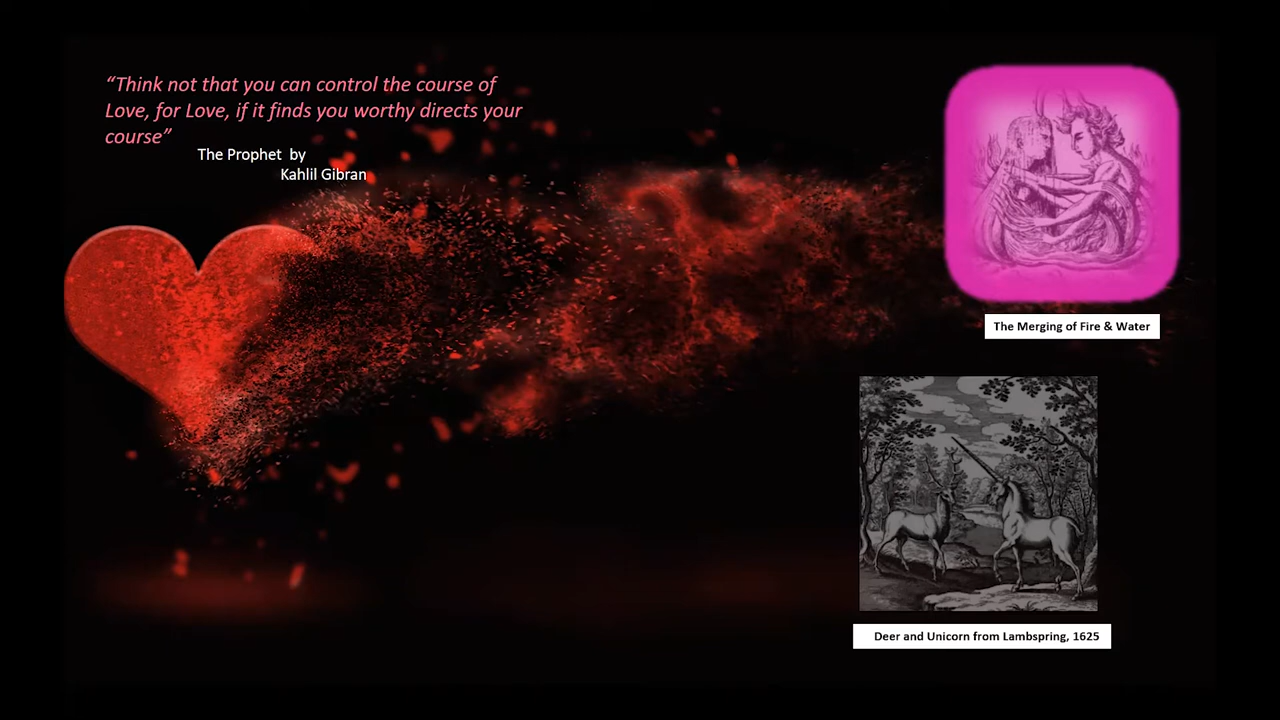 “Think not that you can control the course of
Love, for Love, if it finds you worthy directs your
course”
The Prophet by
Kahlil Gibran
The Merging of Fire & Water
Deer and Unicorn from Lambspring, 1625